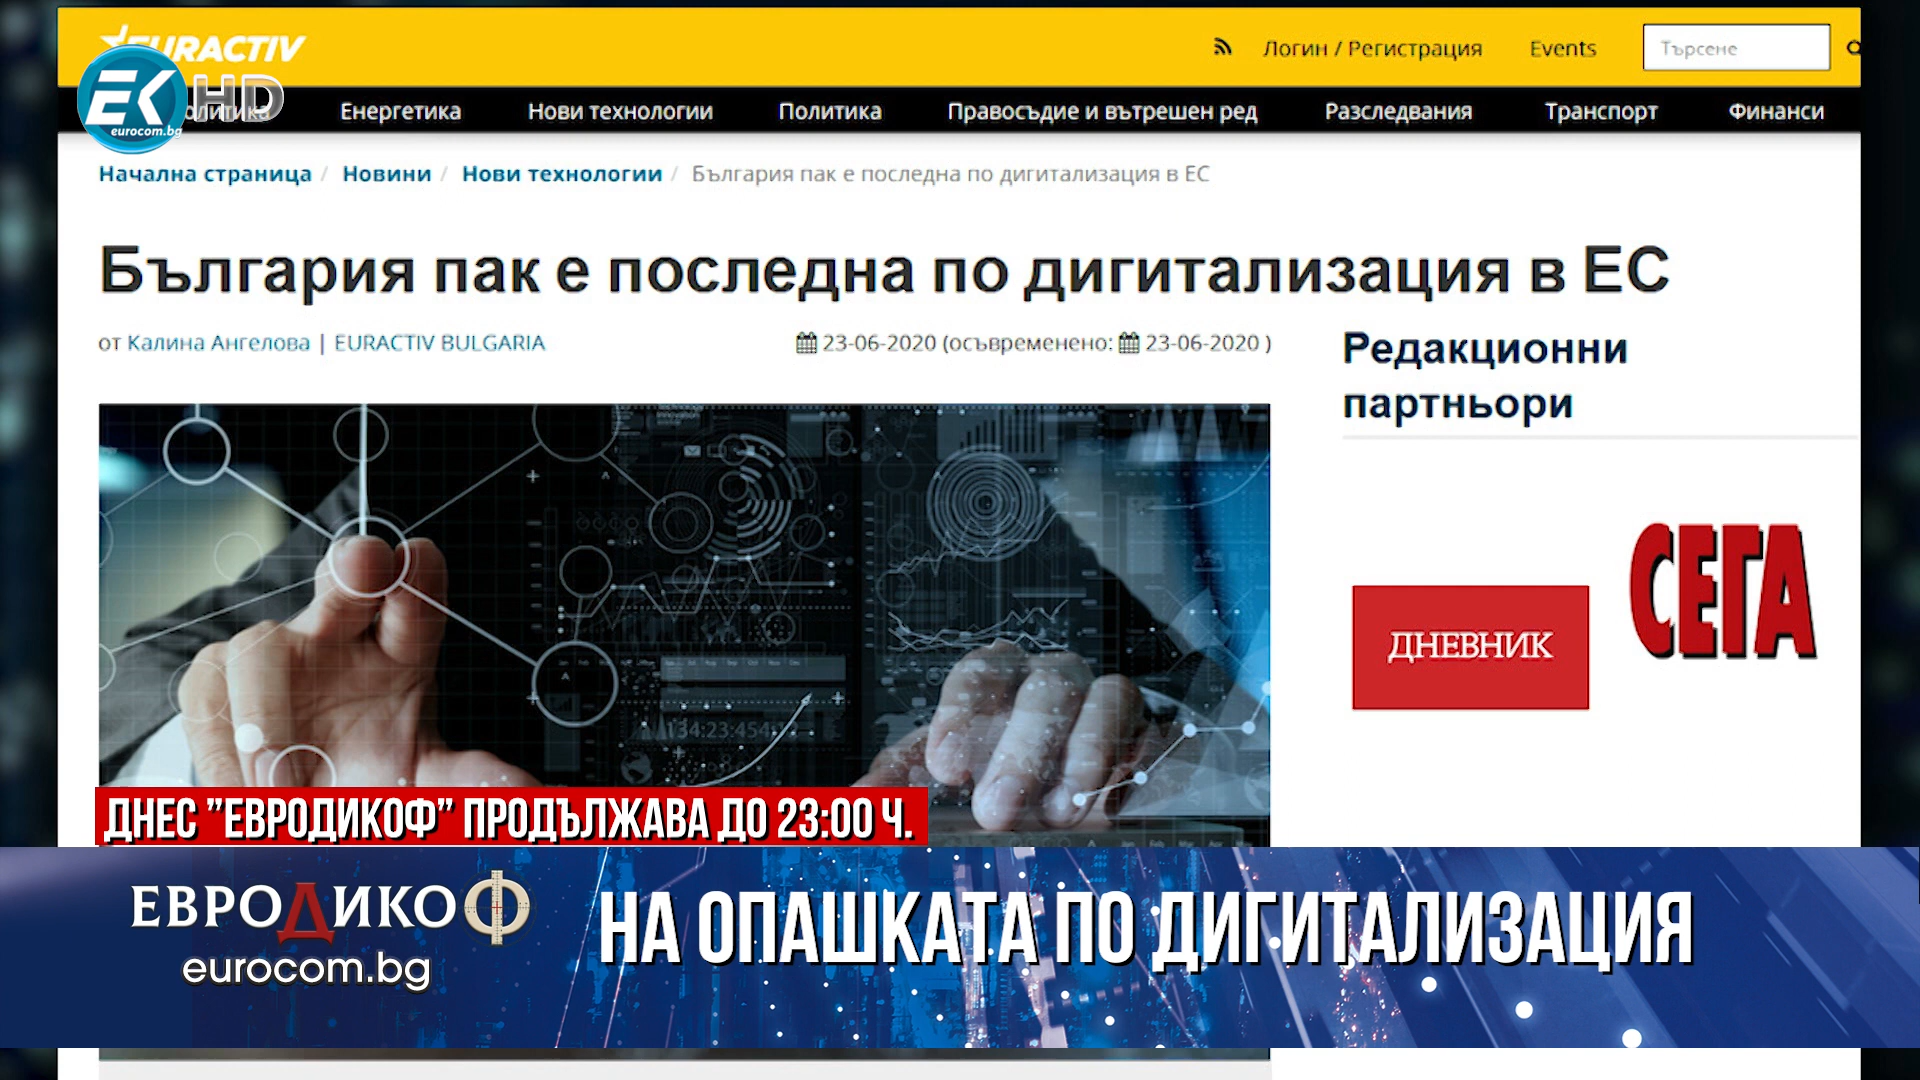 EURACTIV
Логин / Регистрация
Events
Търсене
EK HD
eurocom.bg
Енергетика
Нови технологии
Политика
Правосъдие и вътрешен ред
Разследвания
Транспорт
Финанси
Начална страница / Новини / Нови технологии / България пак е последна по дигитализация в ЕС
България пак е последна по дигитализация в ЕС
от Калина Ангелова | EURACTIV BULGARIA
23-06-2020 (осъвременено: 23-06-2020 )
Редакционни
партньори
ДНЕВНИК
СЕГА
ДНЕС "ЕВРОДИКОФ" ПРОДЪЛЖАВА ДО 23:00 Ч.
ЕВРОДИКОФ
eurocom.bg
НА ОПАШКАТА ПО ДИГИТАЛИЗАЦИЯ